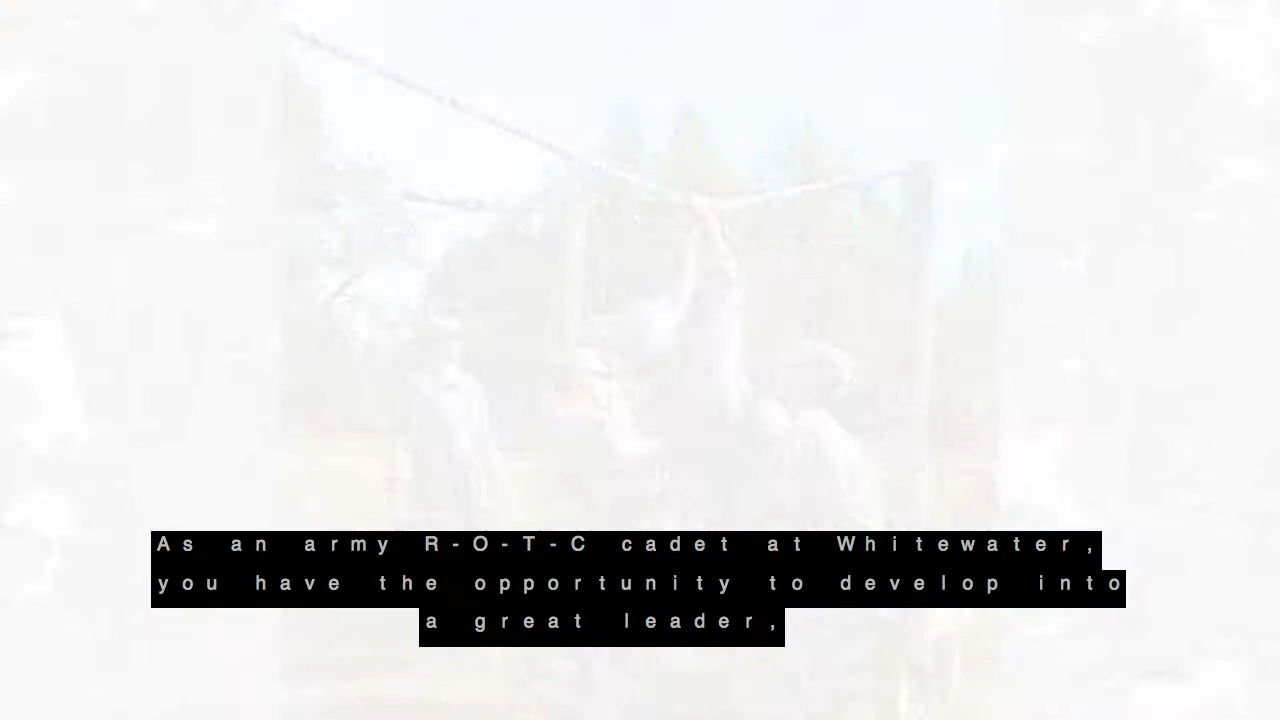 As an army R-O-T-C cadet at Whitewater,
you have the opportunity to develop into
a great leader,